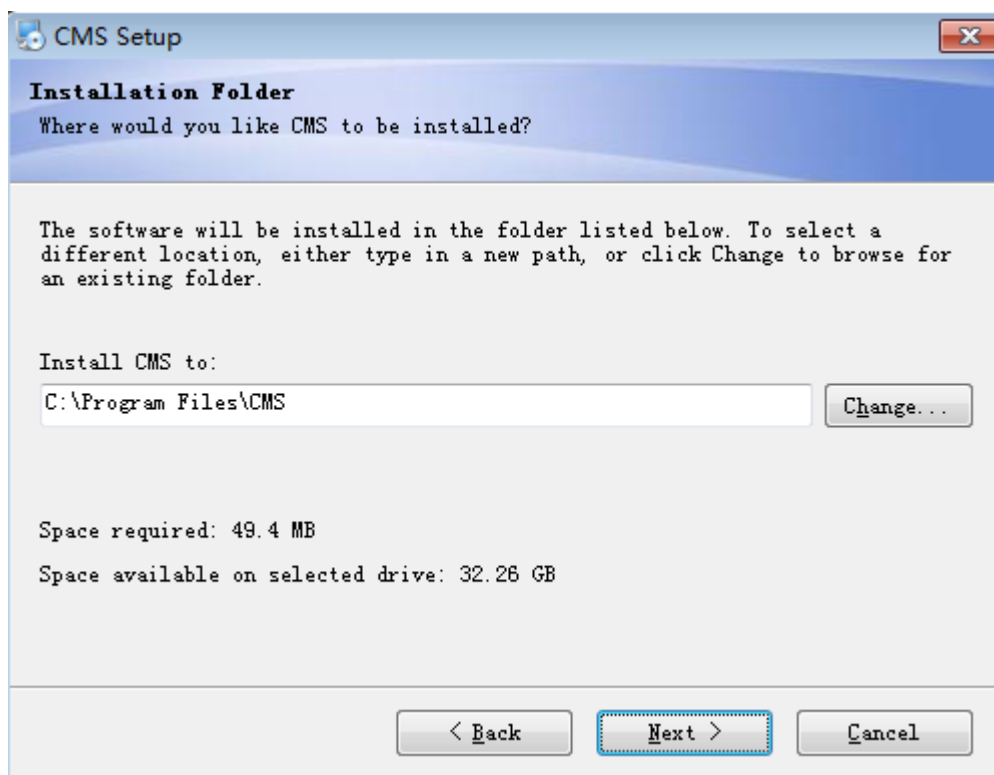 CMS Setup
Installation Folder
Where would you like CMS to be installed?
The software will be installed in the folder listed below. To select a
different location, either type in a new path, or click Change to browse for
an existing folder.
Install CMS to:
C:\Program Files\CMS
Change...
Space required: 49.4 MB
Space available on selected drive: 32.26 GB
< Back
Next >
Cancel